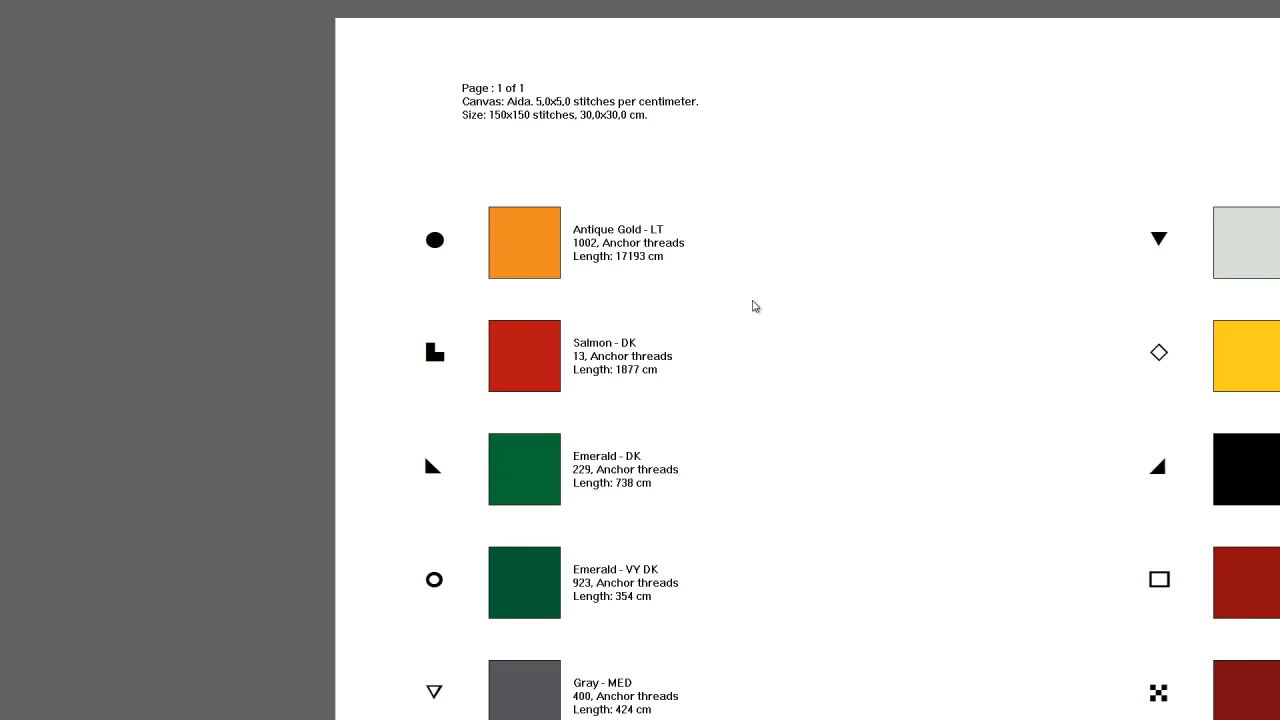 Page : 1 of 1
Canvas: Aida. 5,0x5,0 stitches per centimeter.
Size: 150x150 stitches, 30,0x30,0 cm.
Antique Gold - LT
1002, Anchor threads
Length: 17193 cm
Salmon - DK
13, Anchor threads
Length: 1877 cm
Emerald - DK
229, Anchor threads
Length: 738 cm
Emerald - VY DK
923, Anchor threads
Length: 354 cm
Gray - MED
400, Anchor threads
Length: 424 cm